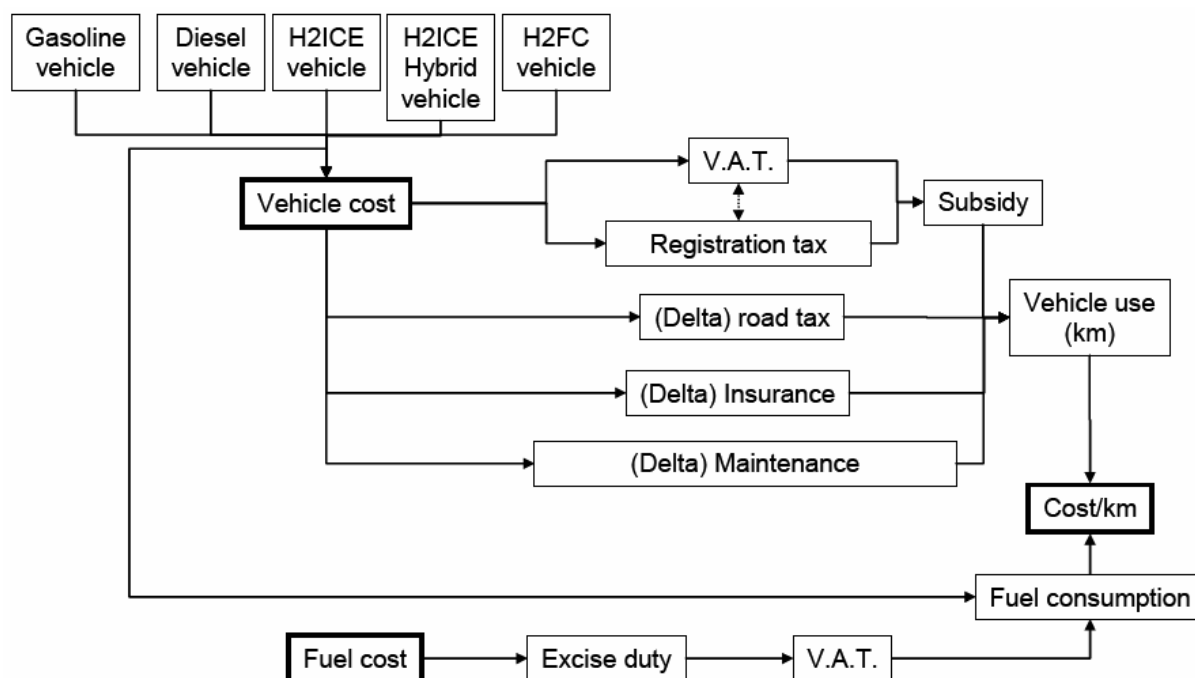 Gasoline
vehicle
Diesel
vehicle
H2ICE
vehicle
H2ICE
Hybrid
vehicle
H2FC
vehicle
V.A.T.
Vehicle cost
Subsidy
Registration tax
(Delta) road tax
Vehicle use
(km)
(Delta) Insurance
(Delta) Maintenance
Cost/km
Fuel consumption
Fuel cost
Excise duty
V.A.T.